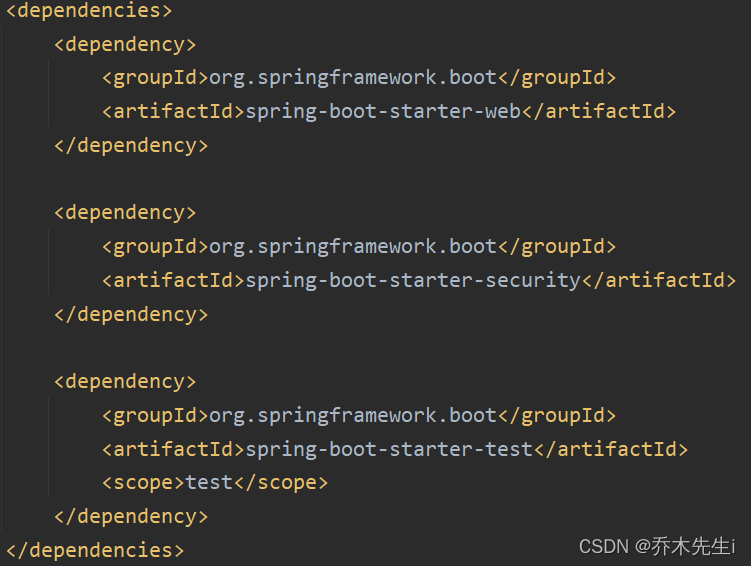 <dependencies>
    <dependency>
        <groupId>org.springframework.boot</groupId>
        <artifactId>spring-boot-starter-web</artifactId>
    </dependency>
    <dependency>
        <groupId>org.springframework.boot</groupId>
        <artifactId>spring-boot-starter-security</artifactId>
    </dependency>
    <dependency>
        <groupId>org.springframework.boot</groupId>
        <artifactId>spring-boot-starter-test</artifactId>
        <scope>test</scope>
    </dependency>
</dependencies>
CSDN @乔木先生i